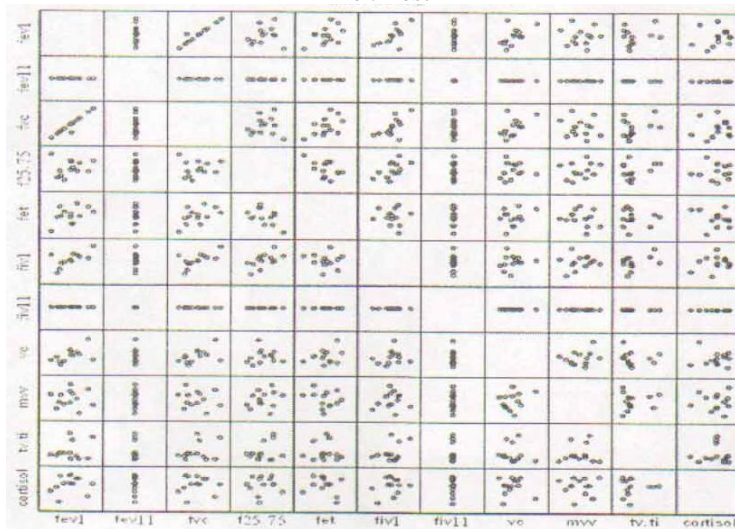 fev1
fev11
fvc
f25.75
fet
fiv1
fiv11
vc
mvv
tv.ti
cortisol
fev1 fev11 fvc f25.75 fet fiv1 fiv11 vc mvv tv.ti cortisol